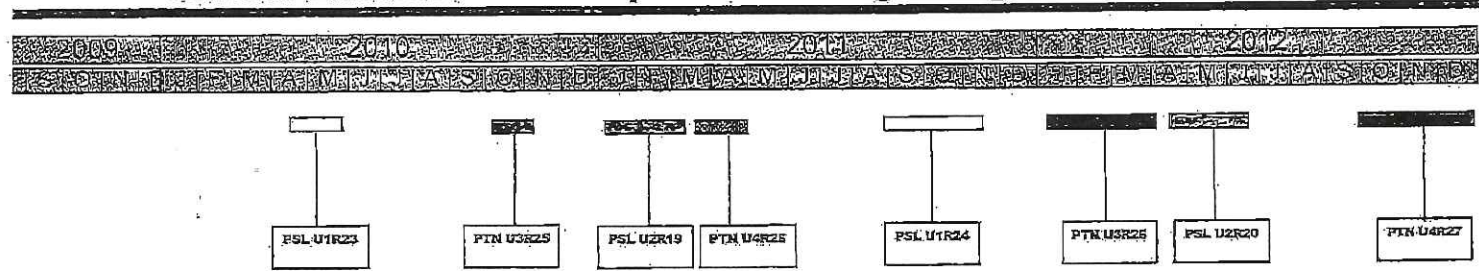 2009 2010 2011 2012
S O N D J F M A M J J A S O N D J F M A M J J A S O N D J F M A M J J A S O N D
PSL U1R23 PTN U3R25 PSL U2R19 PTN U4R26 PSL U1R24 PTN U3R26 PSL U2R20 PTN U4R27